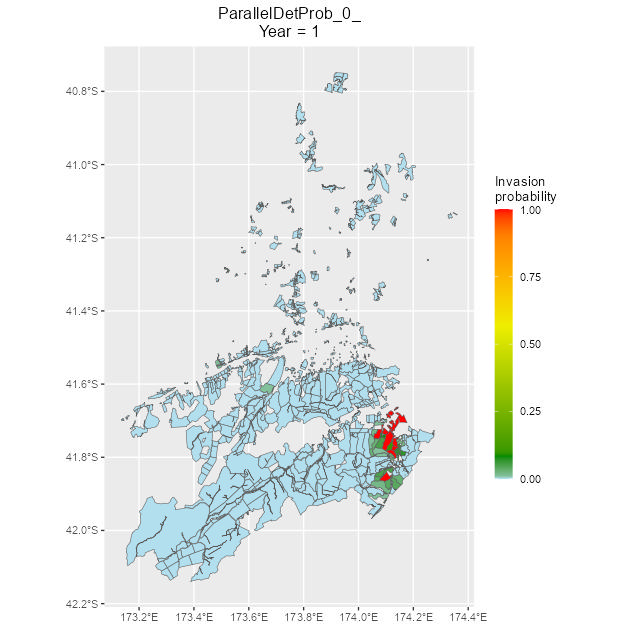 ParallelDetProb_0_
Year = 1
40.8°S
41.0°S
41.2°S
41.4°S
41.6°S
41.8°S
42.0°S
42.2°S
173.2°E 173.4°E 173.6°E 173.8°E 174.0°E 174.2°E 174.4°E
Invasion
probability
1.00
0.75
0.50
0.25
0.00